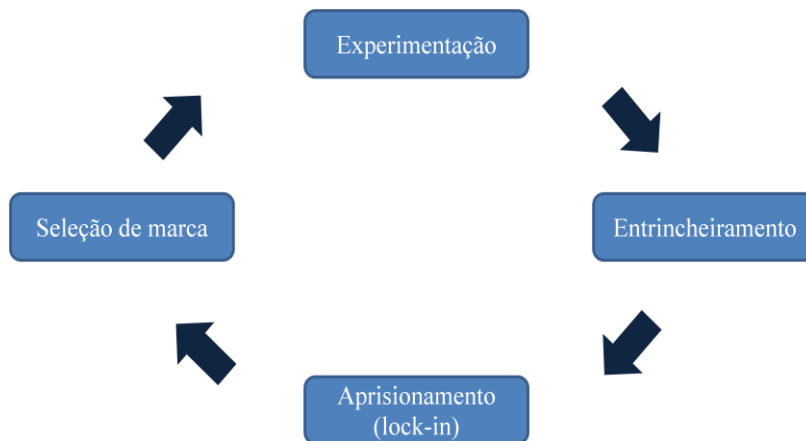 Experimentação
Seleção de marca
Entrincheiramento
Aprisionamento
(lock-in)